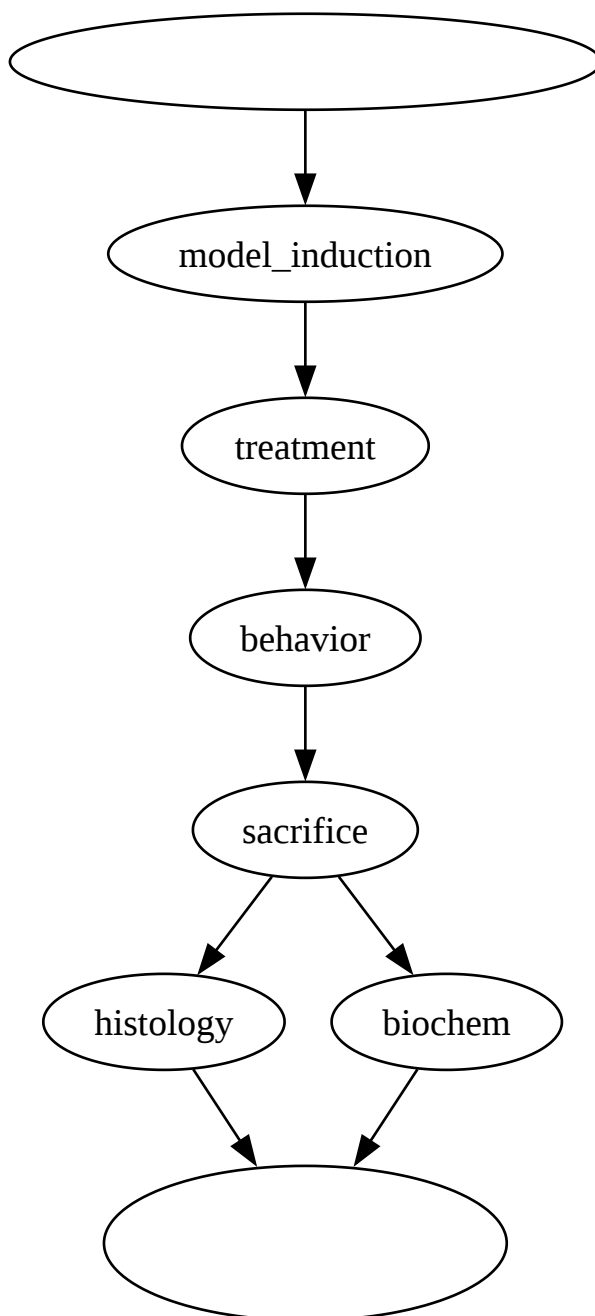 model_induction
treatment
behavior
sacrifice
histology
biochem